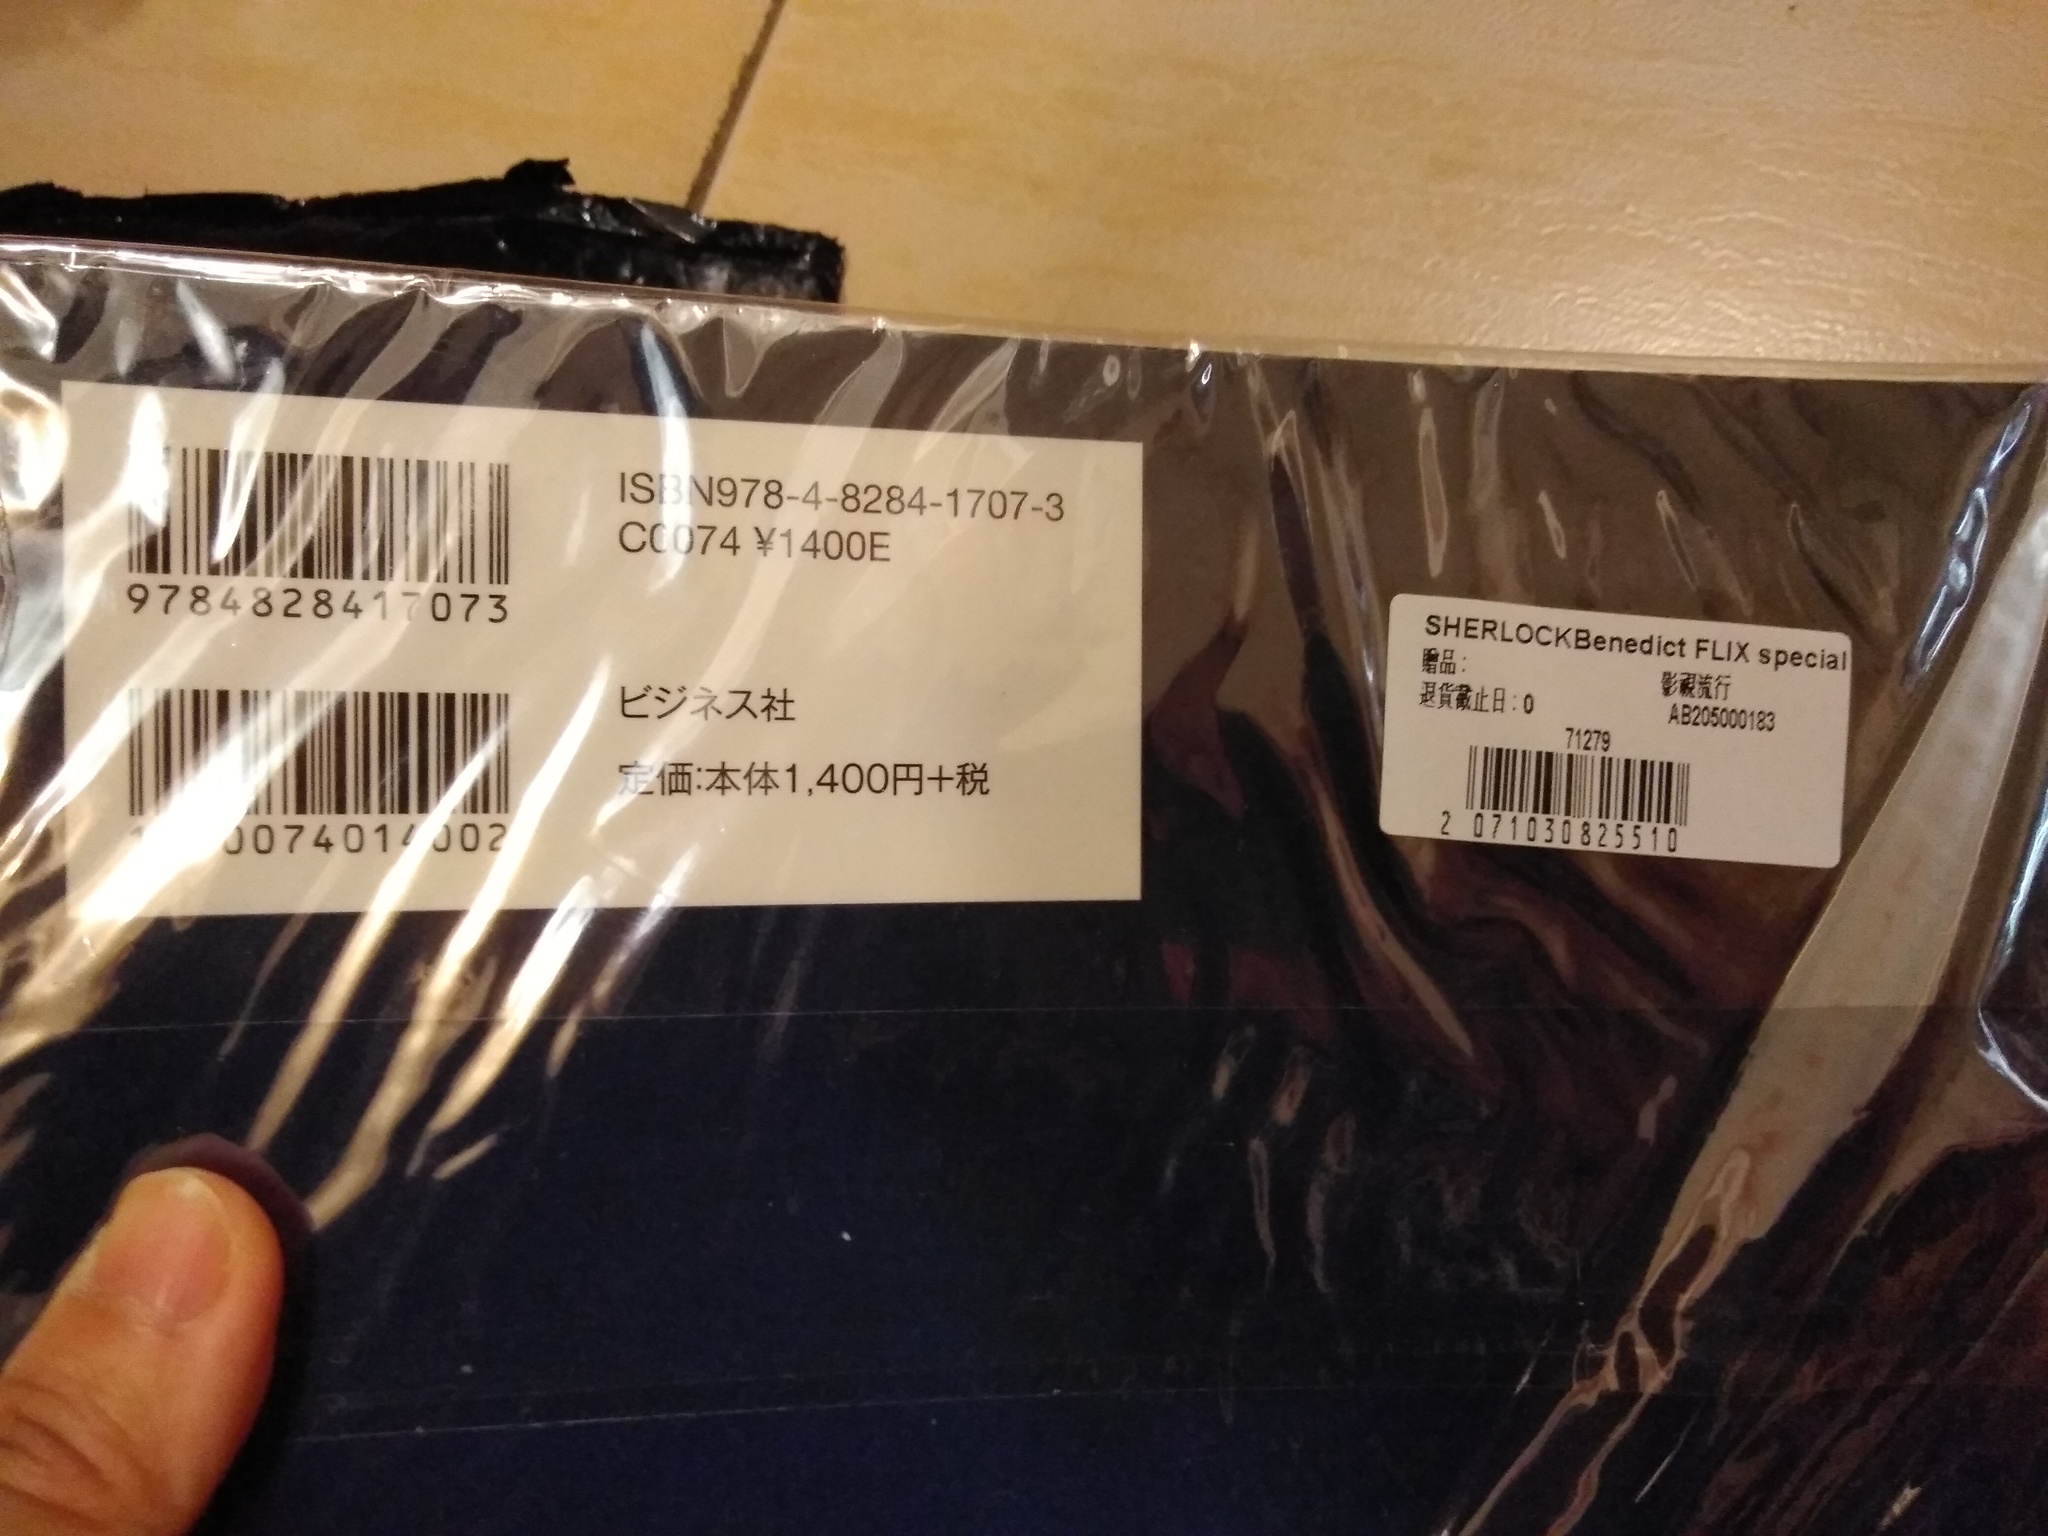 ISBN978-4-8284-1707-3
C0074 ¥1400E
9784828417073
ビジネス社
定価:本体1,400円+税
0074014002
SHERLOCKBenedict FLIX special
贈品:
影視流行
退貨截止日:0
AB205000183
71279
2 071030825510